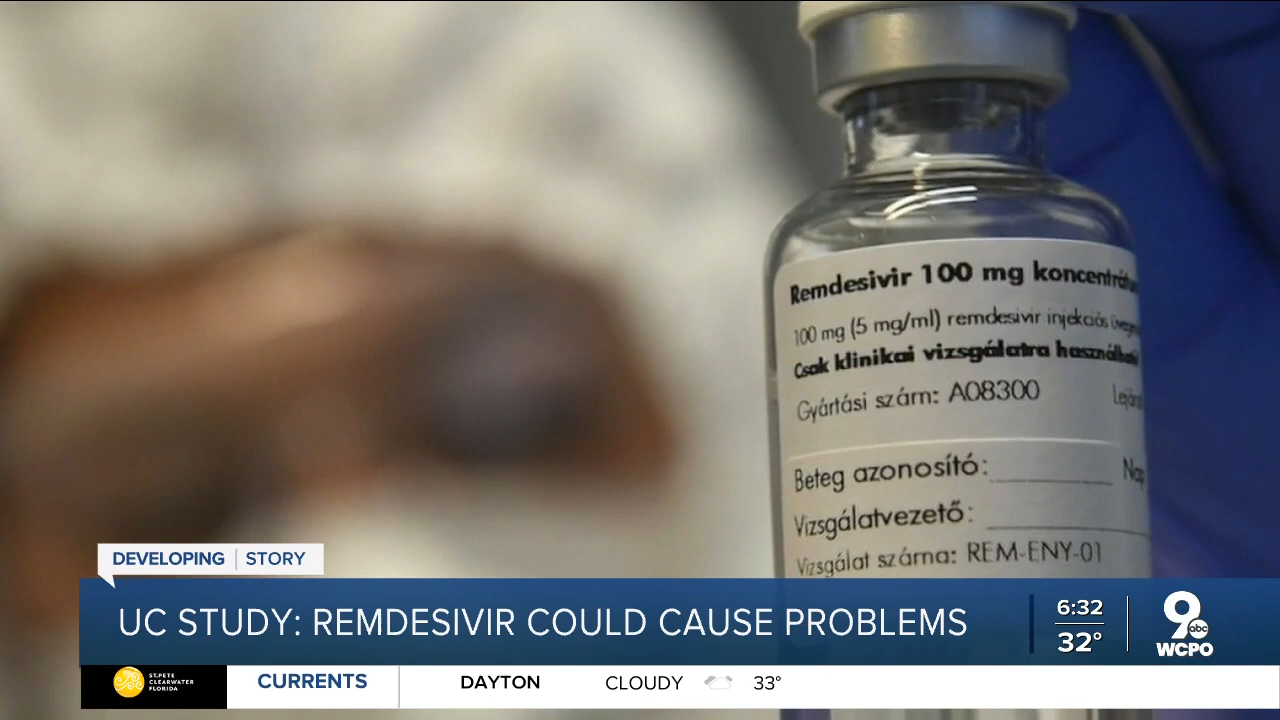 Remdesivir 100 mg
100 mg (5 mg/ml) remdesivir injekciós
Csak klinikai vizsgálatra
Gyártási szám: A08300
Beteg azonosító:
Vizsgálatvezető:
Vizsgálat száma: REM-ENY-01
DEVELOPING STORY
UC STUDY: REMDESIVIR COULD CAUSE PROBLEMS
6:32
32°
9
abc
WCPO
ST.PETE
CLEARWATER
FLORIDA
CURRENTS
DAYTON CLOUDY 33°